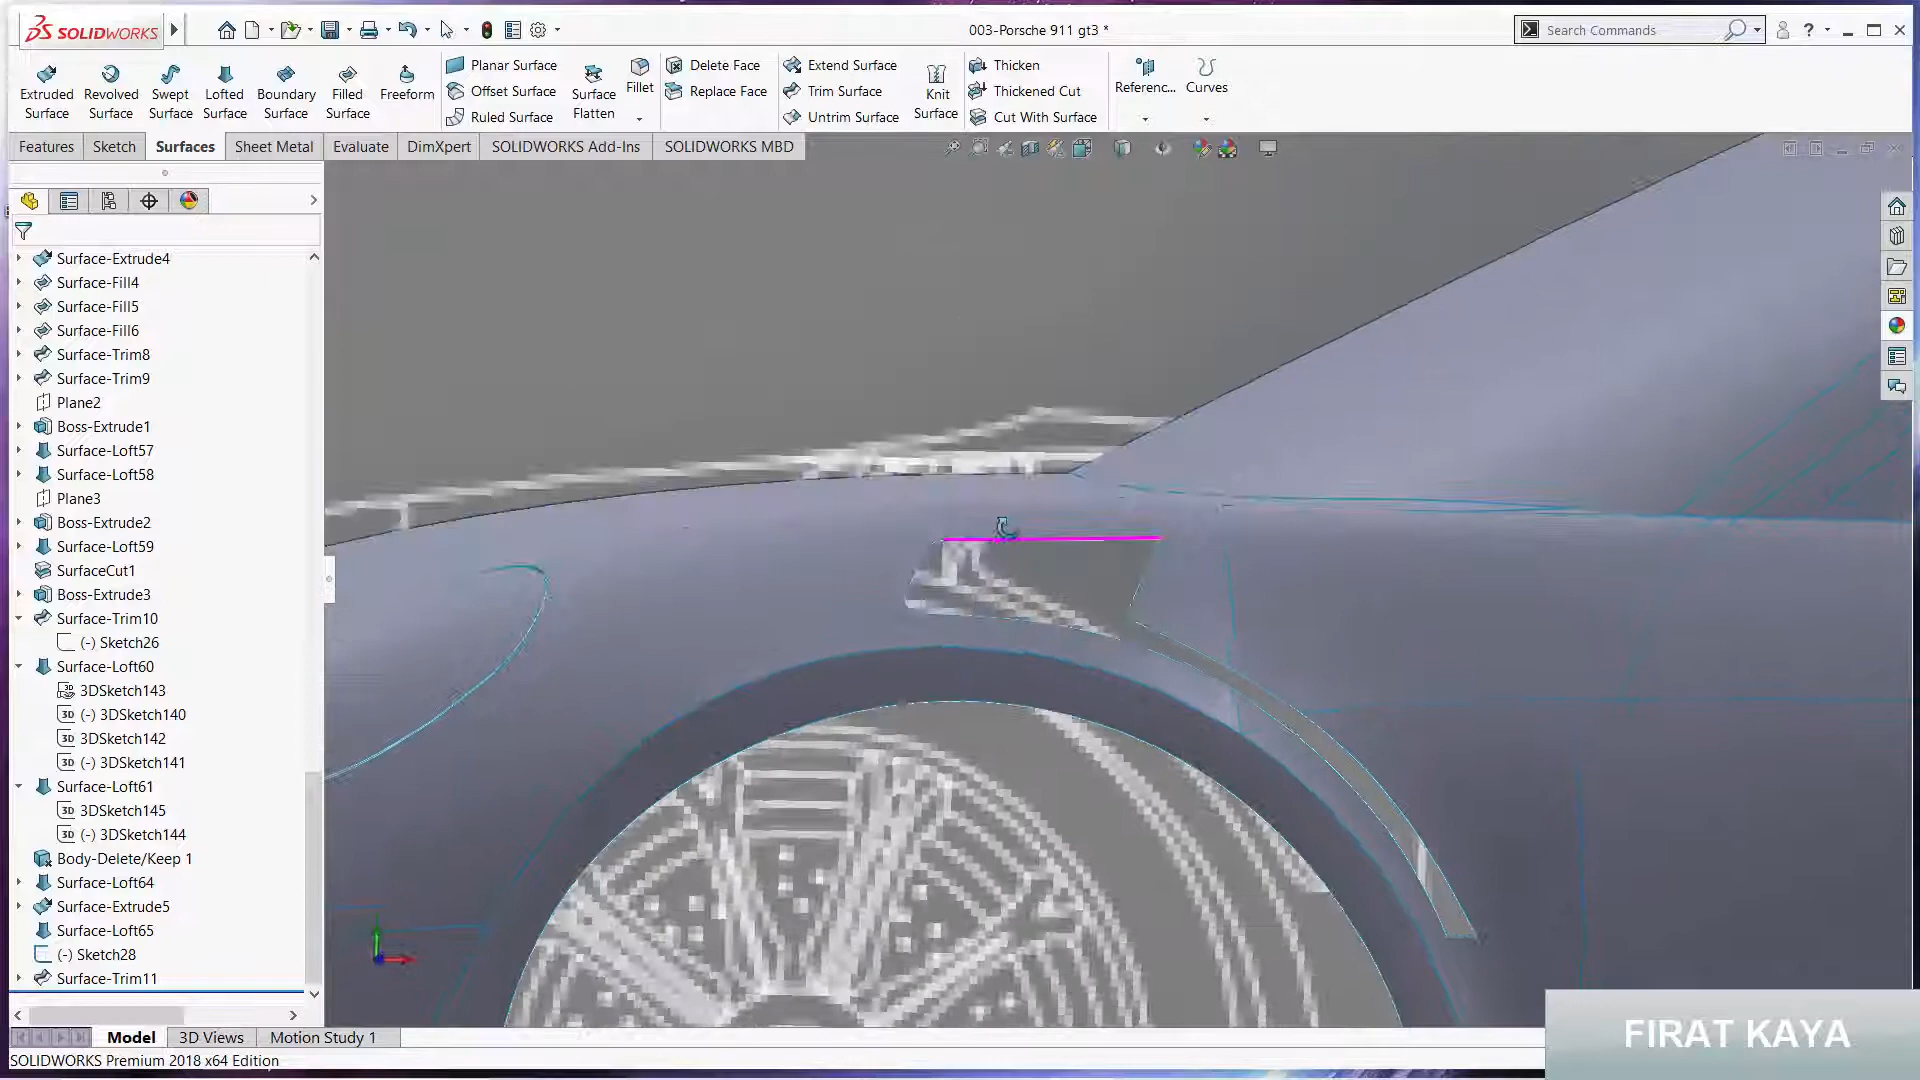 SOLIDWORKS
003-Porsche 911 gt3 *
Search Commands
?
Extruded Surface
Revolved Surface
Swept Surface
Lofted Surface
Boundary Surface
Filled Surface
Freeform
Planar Surface
Offset Surface
Ruled Surface
Surface Flatten
Fillet
Delete Face
Replace Face
Extend Surface
Trim Surface
Untrim Surface
Knit Surface
Thicken
Thickened Cut
Cut With Surface
Referenc...
Curves
Features
Sketch
Surfaces
Sheet Metal
Evaluate
DimXpert
SOLIDWORKS Add-Ins
SOLIDWORKS MBD
Surface-Extrude4
Surface-Fill4
Surface-Fill5
Surface-Fill6
Surface-Trim8
Surface-Trim9
Plane2
Boss-Extrude1
Surface-Loft57
Surface-Loft58
Plane3
Boss-Extrude2
Surface-Loft59
SurfaceCut1
Boss-Extrude3
Surface-Trim10
(-) Sketch26
Surface-Loft60
3D 3DSketch143
3D (-) 3DSketch140
3D 3DSketch142
3D (-) 3DSketch141
Surface-Loft61
3D 3DSketch145
3D (-) 3DSketch144
Body-Delete/Keep 1
Surface-Loft64
Surface-Extrude5
Surface-Loft65
(-) Sketch28
Surface-Trim11
Model
3D Views
Motion Study 1
SOLIDWORKS Premium 2018 x64 Edition
FIRAT KAYA